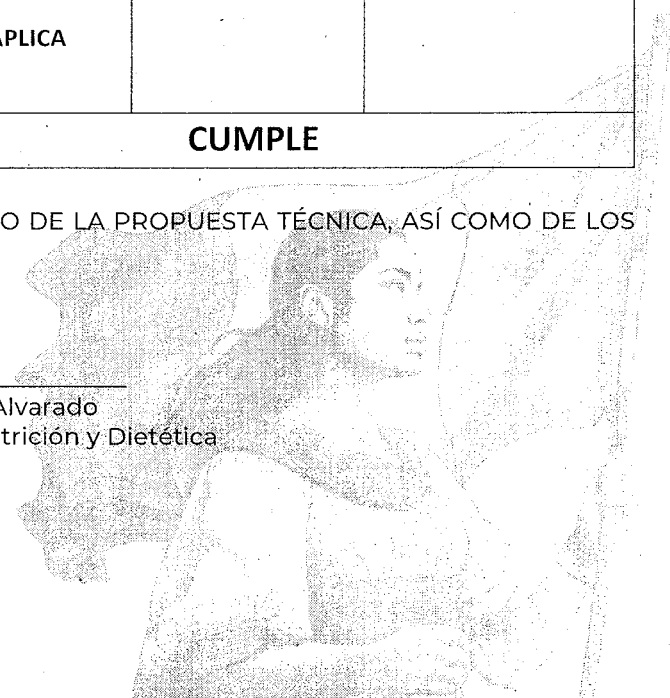 APLICA
CUMPLE
O DE LA PROPUESTA TÉCNICA, ASÍ COMO DE LOS
Alvarado
trición y Dietética